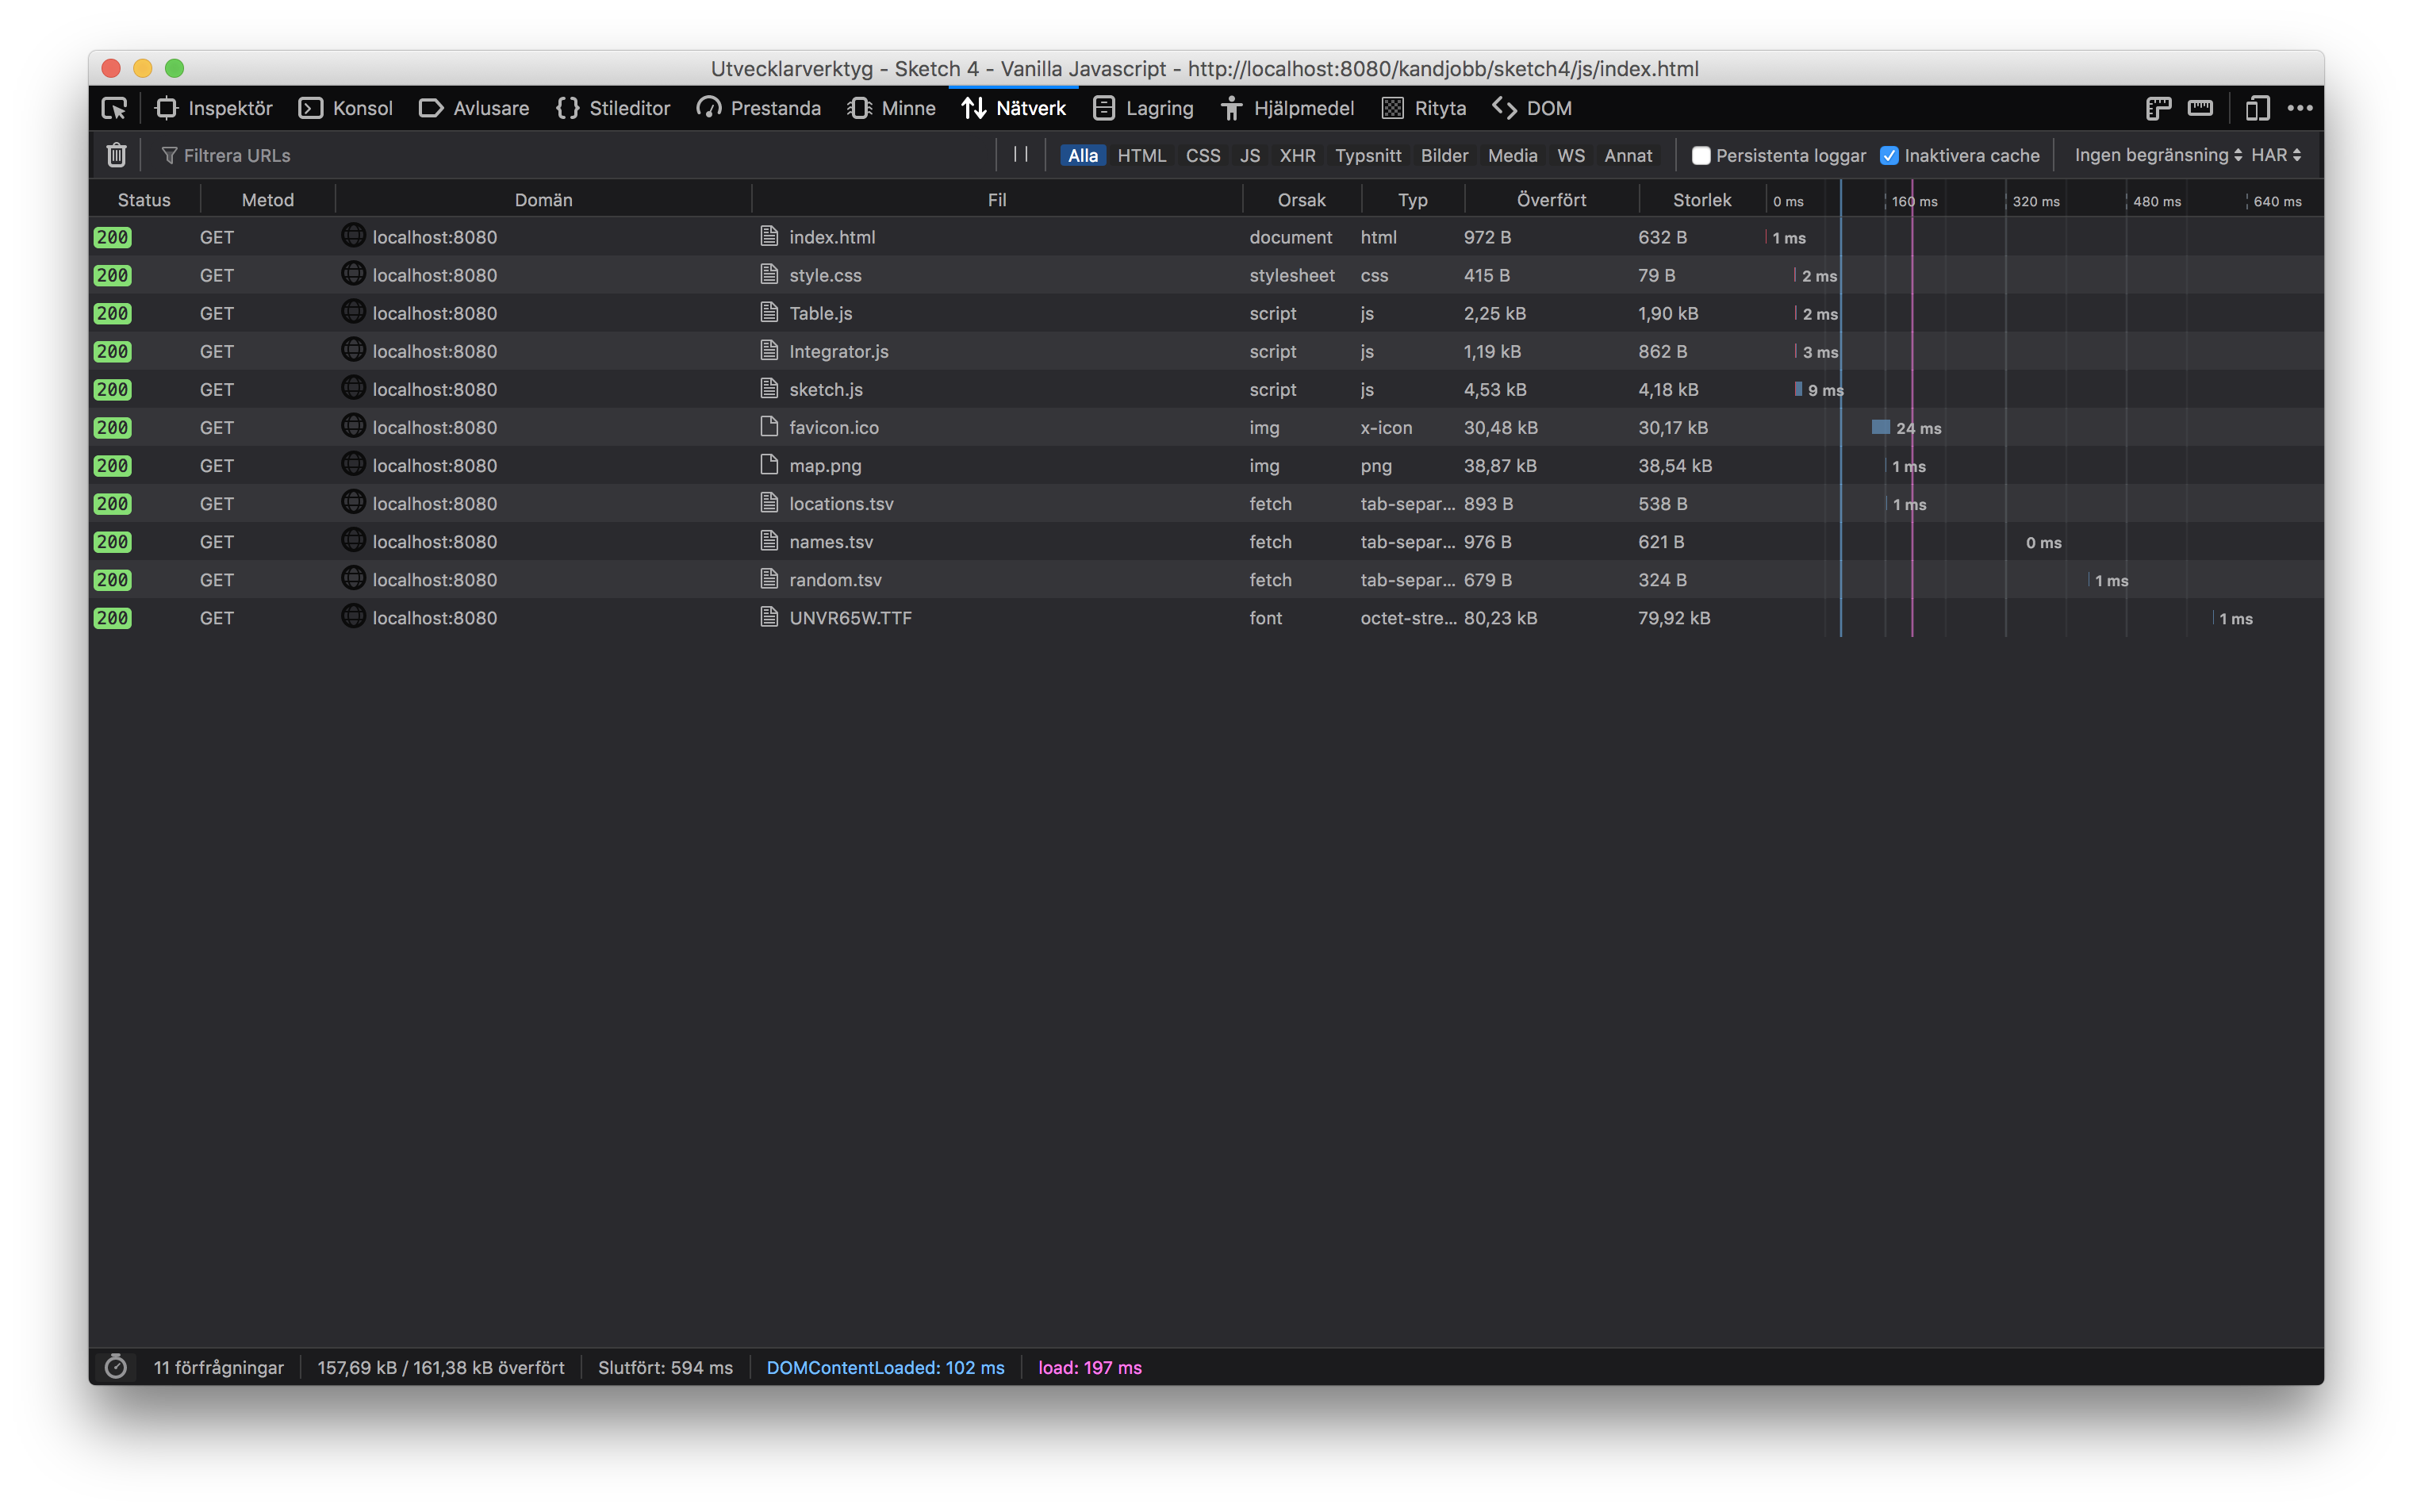 Utvecklarverktyg - Sketch 4 - Vanilla Javascript - http://localhost:8080/kandjobb/sketch4/js/index.html
Inspektör Konsol Avlusare Stileditor Prestanda Minne Nätverk Lagring Hjälpmedel Rityta DOM
Filtrera URLs Alla HTML CSS JS XHR Typsnitt Bilder Media WS Annat Persistenta loggar Inaktivera cache Ingen begränsning HAR
Status Metod Domän Fil Orsak Typ Överfört Storlek 0 ms 160 ms 320 ms 480 ms 640 ms
200 GET localhost:8080 index.html document html 972 B 632 B 1 ms
200 GET localhost:8080 style.css stylesheet css 415 B 79 B 2 ms
200 GET localhost:8080 Table.js script js 2,25 kB 1,90 kB 2 ms
200 GET localhost:8080 Integrator.js script js 1,19 kB 862 B 3 ms
200 GET localhost:8080 sketch.js script js 4,53 kB 4,18 kB 9 ms
200 GET localhost:8080 favicon.ico img x-icon 30,48 kB 30,17 kB 24 ms
200 GET localhost:8080 map.png img png 38,87 kB 38,54 kB 1 ms
200 GET localhost:8080 locations.tsv fetch tab-separ... 893 B 538 B 1 ms
200 GET localhost:8080 names.tsv fetch tab-separ... 976 B 621 B 0 ms
200 GET localhost:8080 random.tsv fetch tab-separ... 679 B 324 B 1 ms
200 GET localhost:8080 UNVR65W.TTF font octet-stre... 80,23 kB 79,92 kB 1 ms
11 förfrågningar 157,69 kB / 161,38 kB överfört Slutfört: 594 ms DOMContentLoaded: 102 ms load: 197 ms